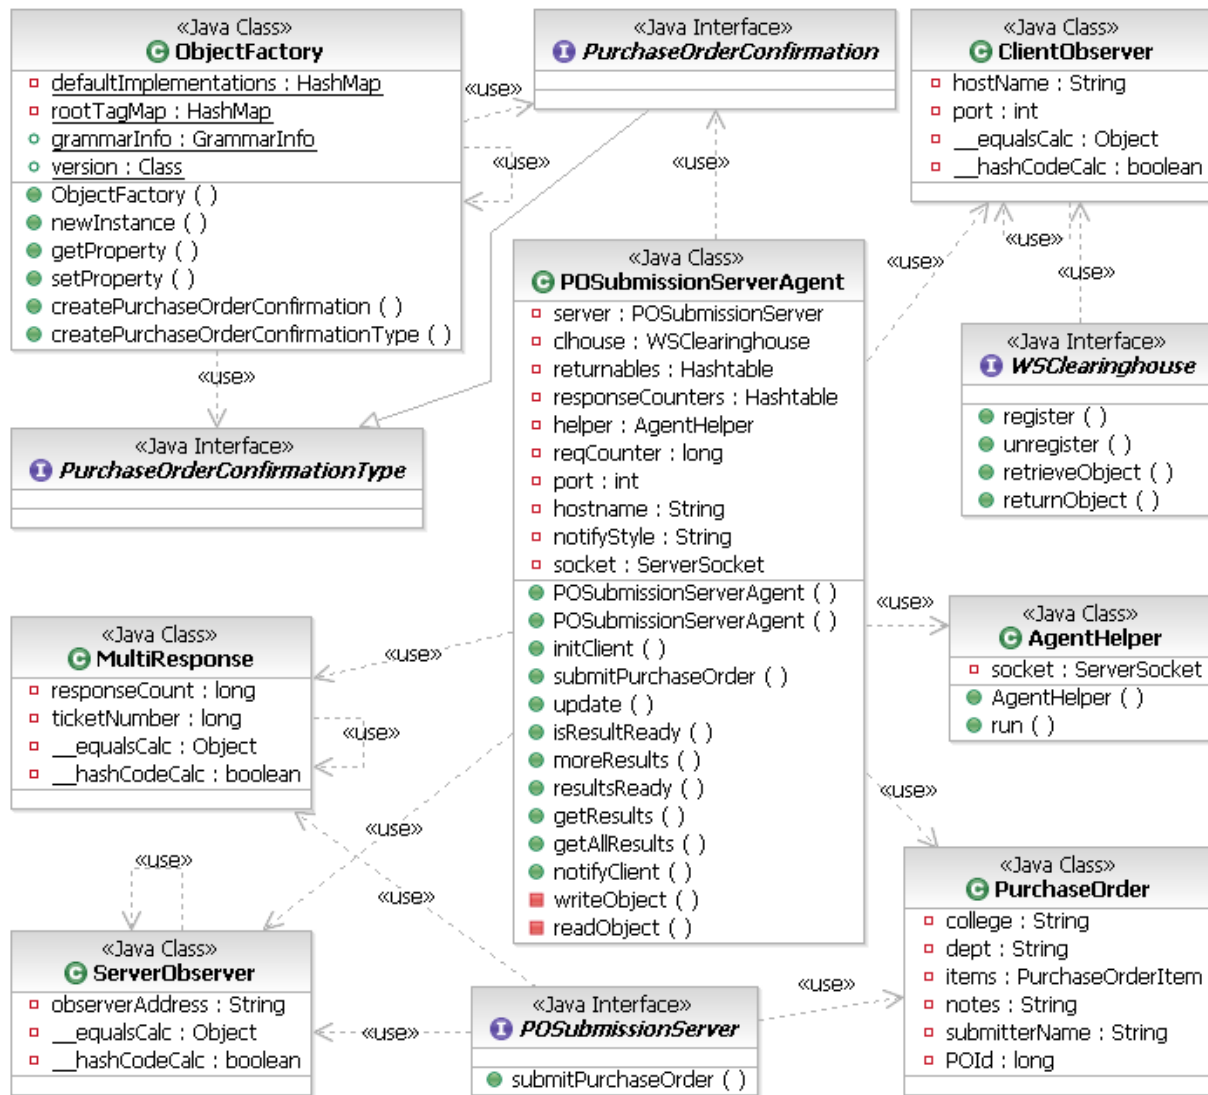 «Java Class»
ObjectFactory
defaultImplementations : HashMap
rootTagMap : HashMap
grammarInfo : GrammarInfo
version : Class
ObjectFactory ( )
newInstance ( )
getProperty ( )
setProperty ( )
createPurchaseOrderConfirmation ( )
createPurchaseOrderConfirmationType ( )
«use»
«use»
«use»
«Java Interface»
PurchaseOrderConfirmation
«use»
«Java Class»
ClientObserver
hostName : String
port : int
__equalsCalc : Object
__hashCodeCalc : boolean
«use»
«use»
«Java Interface»
WSClearinghouse
register ( )
unregister ( )
retrieveObject ( )
returnObject ( )
«Java Interface»
PurchaseOrderConfirmationType
«Java Class»
POSubmissionServerAgent
server : POSubmissionServer
clhouse : WSClearinghouse
returnables : Hashtable
responseCounters : Hashtable
helper : AgentHelper
reqCounter : long
port : int
hostname : String
notifyStyle : String
socket : ServerSocket
POSubmissionServerAgent ( )
POSubmissionServerAgent ( )
initClient ( )
submitPurchaseOrder ( )
update ( )
isResultReady ( )
moreResults ( )
resultsReady ( )
getResults ( )
getAllResults ( )
notifyClient ( )
writeObject ( )
readObject ( )
«use»
«Java Class»
AgentHelper
socket : ServerSocket
AgentHelper ( )
run ( )
«Java Class»
MultiResponse
responseCount : long
ticketNumber : long
__equalsCalc : Object
__hashCodeCalc : boolean
«use»
«use»
«use»
«use»
«use»
«use»
«Java Class»
ServerObserver
observerAddress : String
__equalsCalc : Object
__hashCodeCalc : boolean
«use»
«Java Interface»
POSubmissionServer
submitPurchaseOrder ( )
«use»
«Java Class»
PurchaseOrder
college : String
dept : String
items : PurchaseOrderItem
notes : String
submitterName : String
POId : long